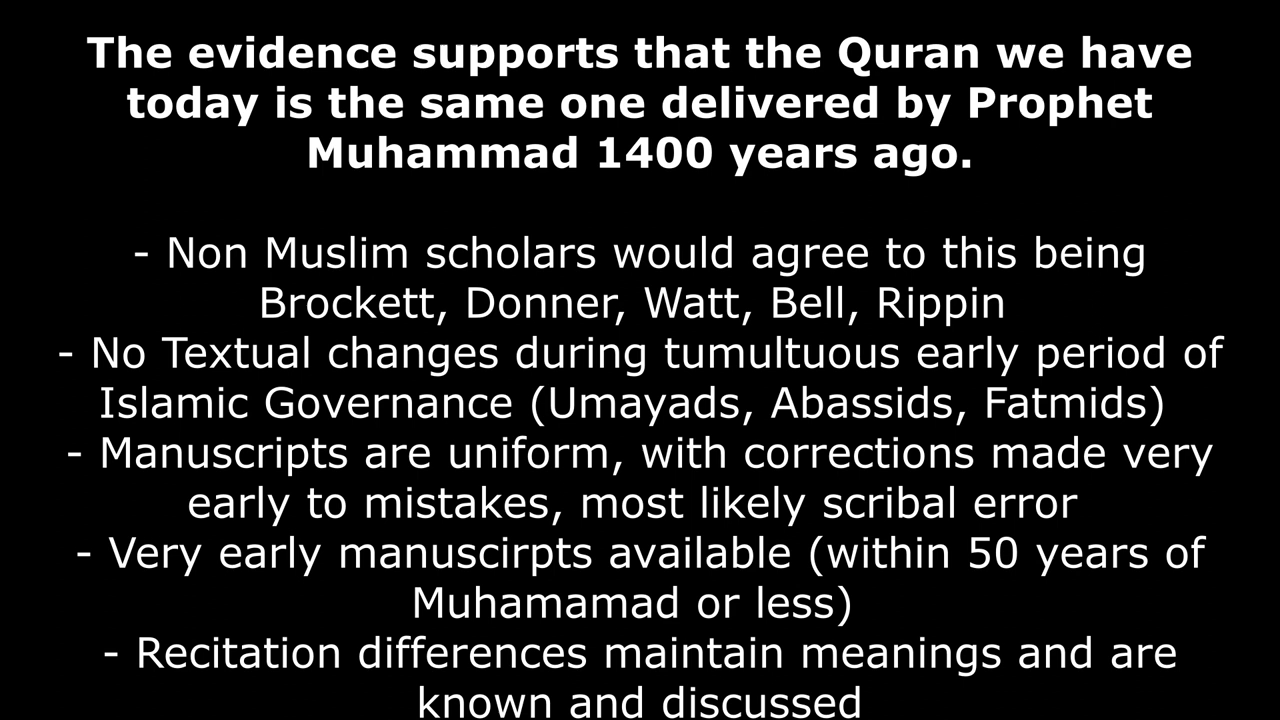 The evidence supports that the Quran we have
today is the same one delivered by Prophet
Muhammad 1400 years ago.
- Non Muslim scholars would agree to this being
Brockett, Donner, Watt, Bell, Rippin
- No Textual changes during tumultuous early period of
Islamic Governance (Umayads, Abassids, Fatmids)
- Manuscripts are uniform, with corrections made very
early to mistakes, most likely scribal error
- Very early manuscirpts available (within 50 years of
Muhamamad or less)
- Recitation differences maintain meanings and are
known and discussed